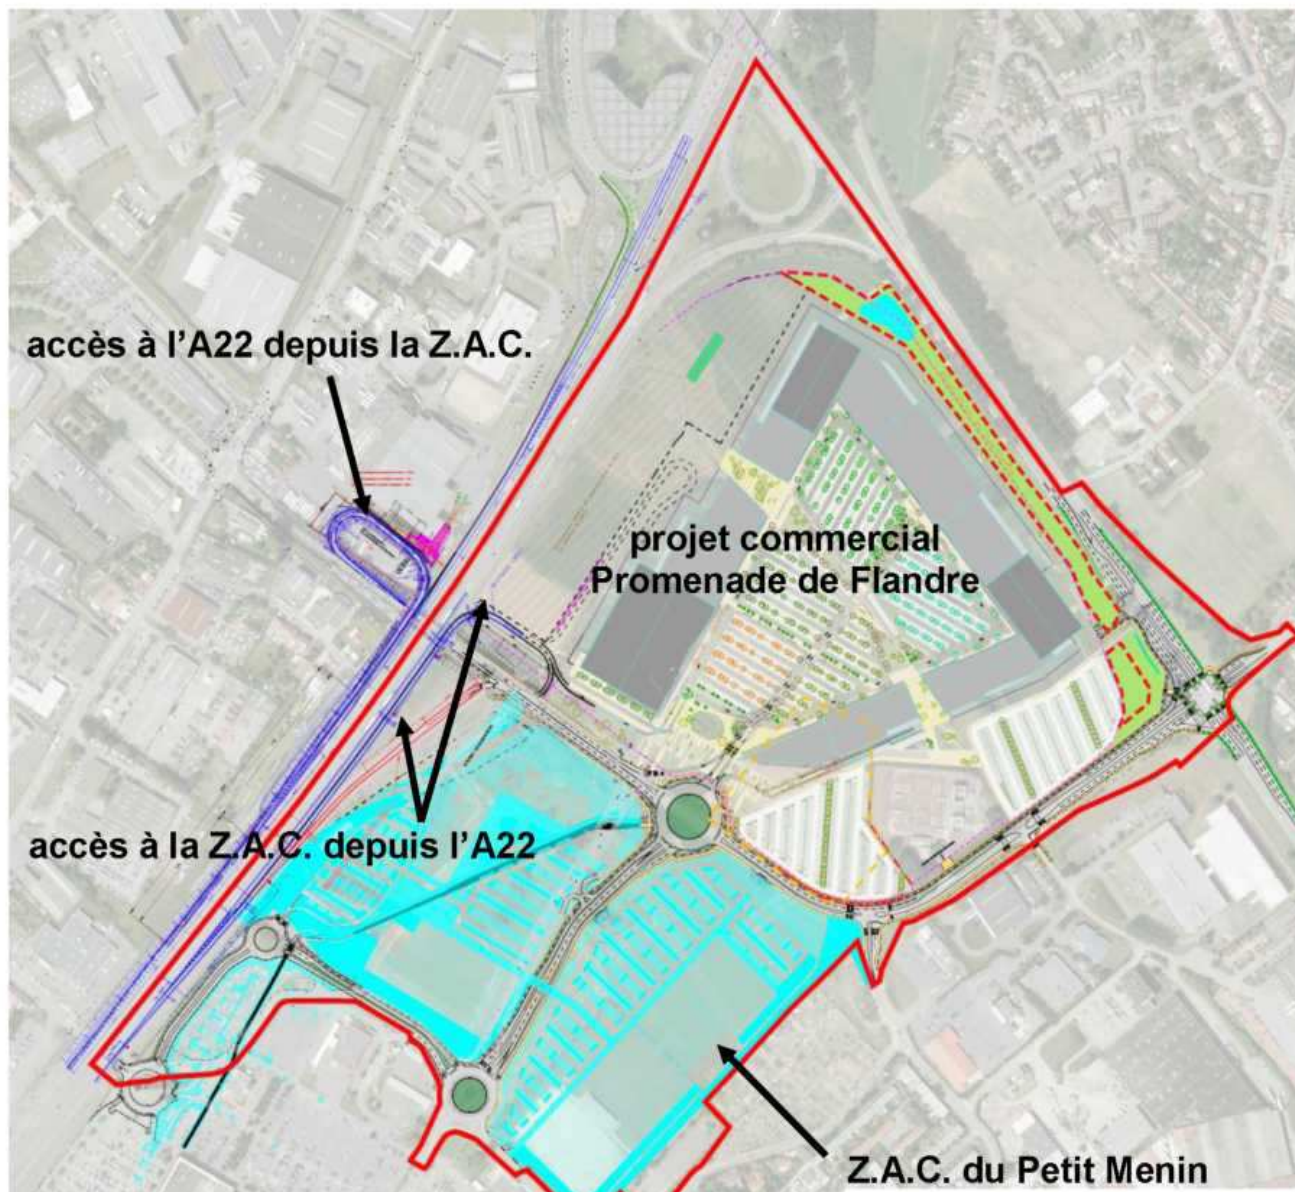 accès à l'A22 depuis la Z.A.C.
projet commercial
Promenade de Flandre
accès à la Z.A.C. depuis l'A22
Z.A.C. du Petit Menin